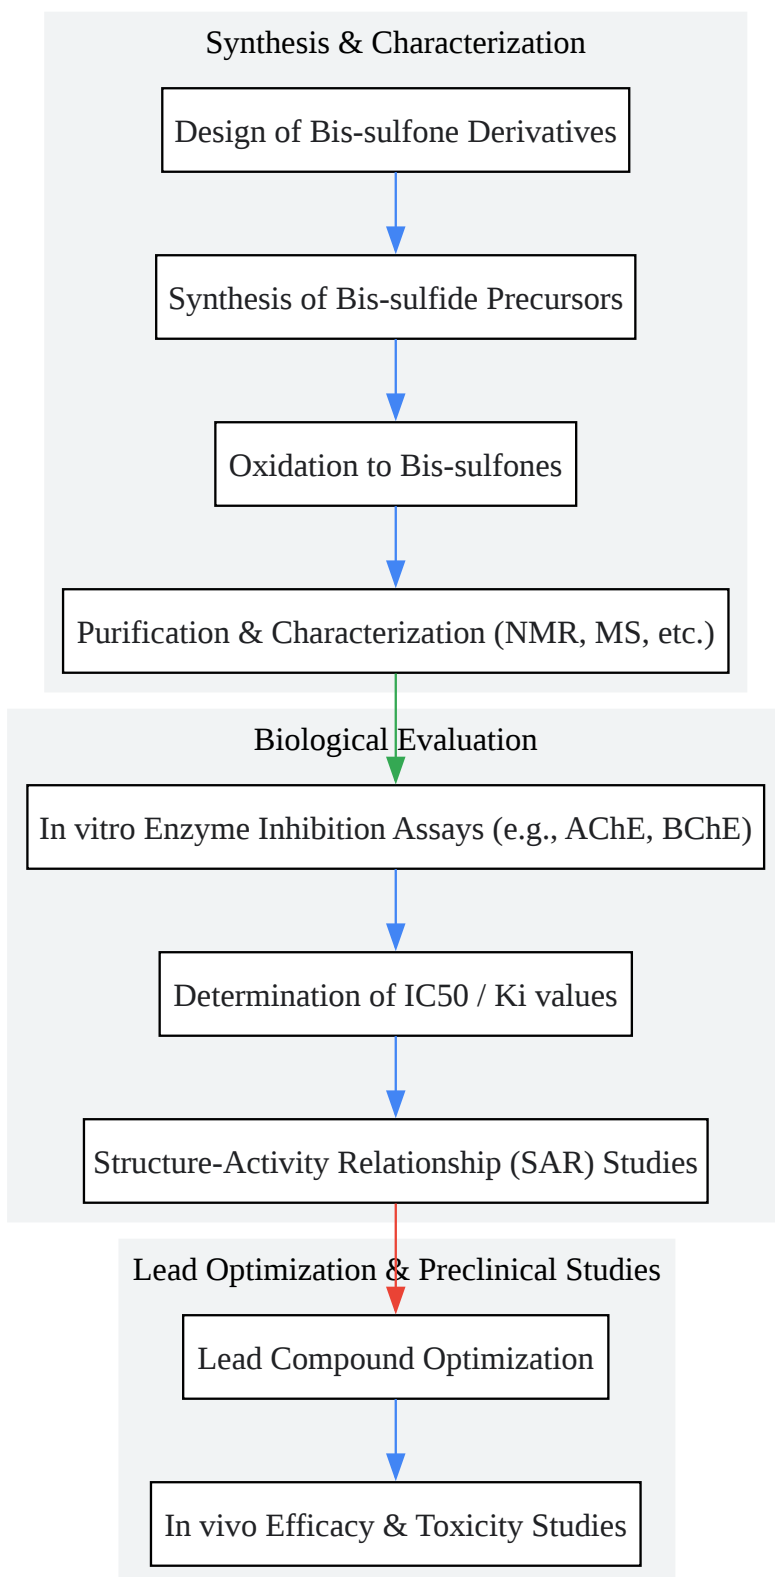 Synthesis & Characterization
Design of Bis-sulfone Derivatives
Synthesis of Bis-sulfide Precursors
Oxidation to Bis-sulfones
Purification & Characterization (NMR, MS, etc.)
Biological Evaluation
In vitro Enzyme Inhibition Assays (e.g., AChE, BChE)
Determination of IC50 / Ki values
Structure-Activity Relationship (SAR) Studies
Lead Optimization & Preclinical Studies
Lead Compound Optimization
In vivo Efficacy & Toxicity Studies